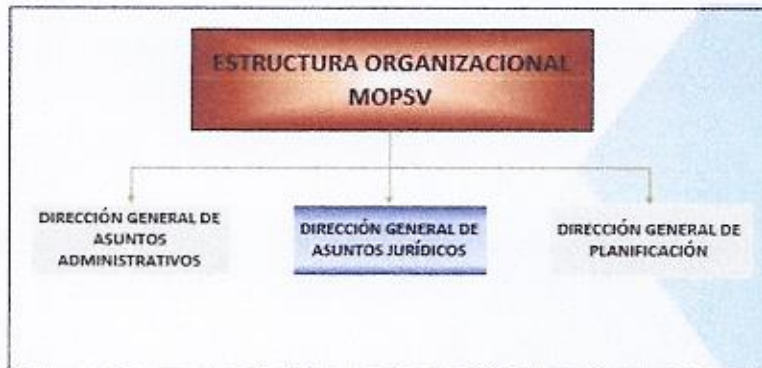 ESTRUCTURA ORGANIZACIONAL
MOPSV
DIRECCIÓN GENERAL DE
ASUNTOS
ADMINISTRATIVOS
DIRECCIÓN GENERAL DE
ASUNTOS JURÍDICOS
DIRECCIÓN GENERAL DE
PLANIFICACIÓN